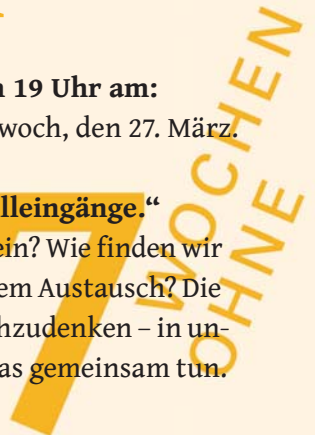 n 19 Uhr am:
woch, den 27. März.
lleingänge.“
ein? Wie finden wir
em Austausch? Die
hzudenken – in un-
as gemeinsam tun.
7 WOCHEN
OHNE